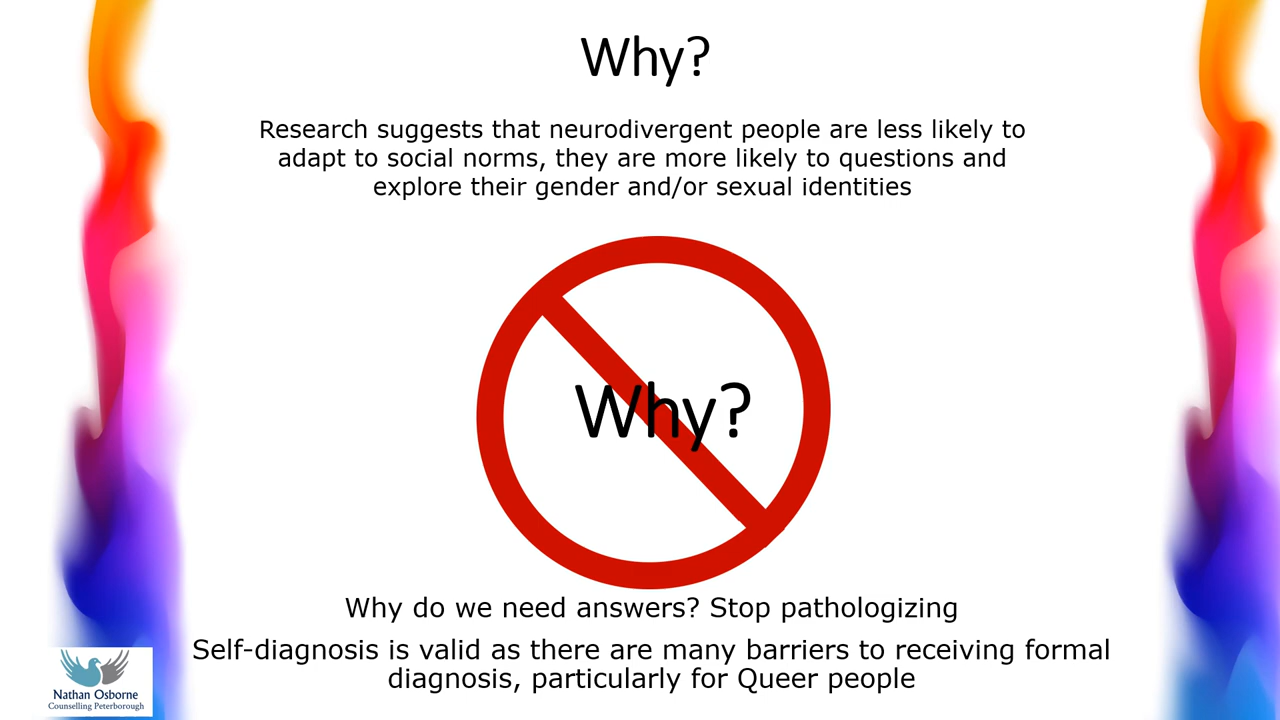 Why?
Research suggests that neurodivergent people are less likely to
adapt to social norms, they are more likely to questions and
explore their gender and/or sexual identities
Why?
Why do we need answers? Stop pathologizing
Self-diagnosis is valid as there are many barriers to receiving formal
diagnosis, particularly for Queer people
Nathan Osborne
Counselling Peterborough